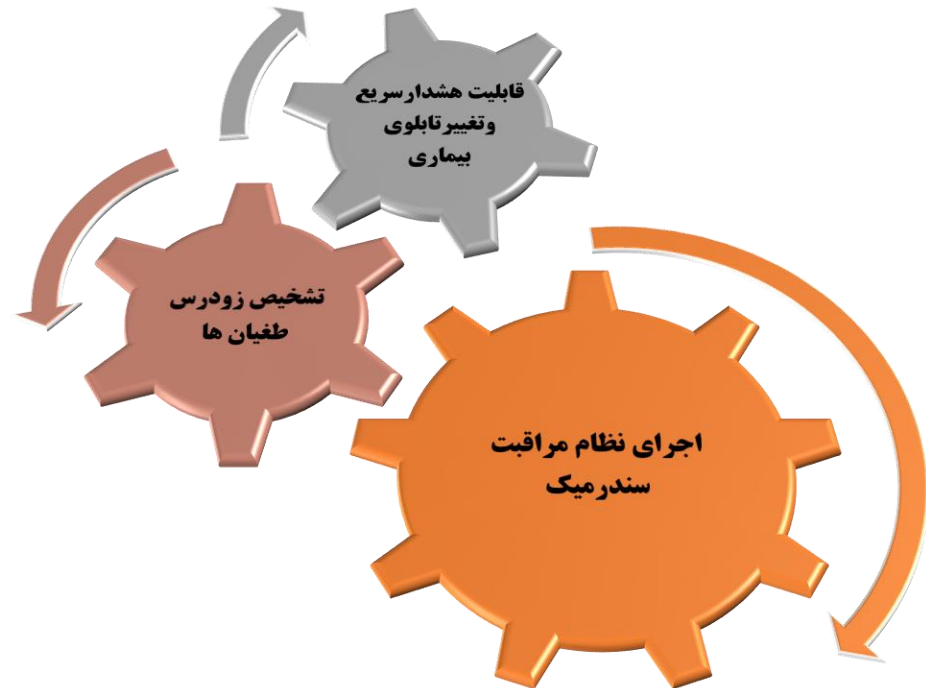 قابلیت هشدارسریع
وتغییرتابلوی
بیماری
تشخیص زودرس
طغیان ها
اجرای نظام مراقبت
سندرمیک